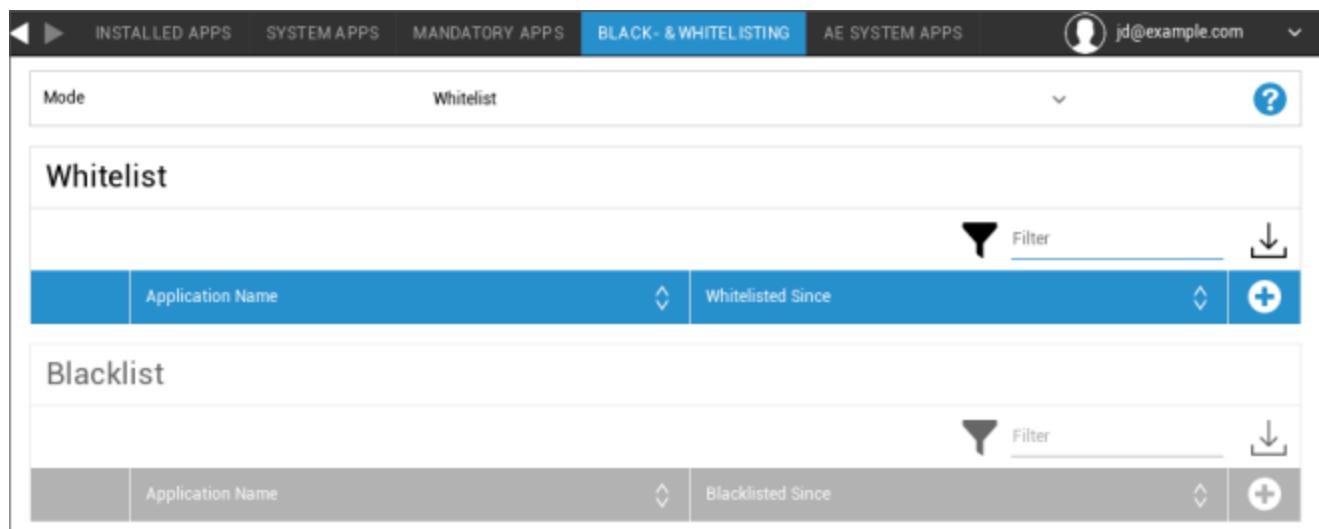 INSTALLED APPS SYSTEM APPS MANDATORY APPS BLACK- & WHITELISTING AE SYSTEM APPS jd@example.com
Mode Whitelist ?
Whitelist
Filter
Application Name Whitelisted Since
Blacklist
Filter
Application Name Blacklisted Since